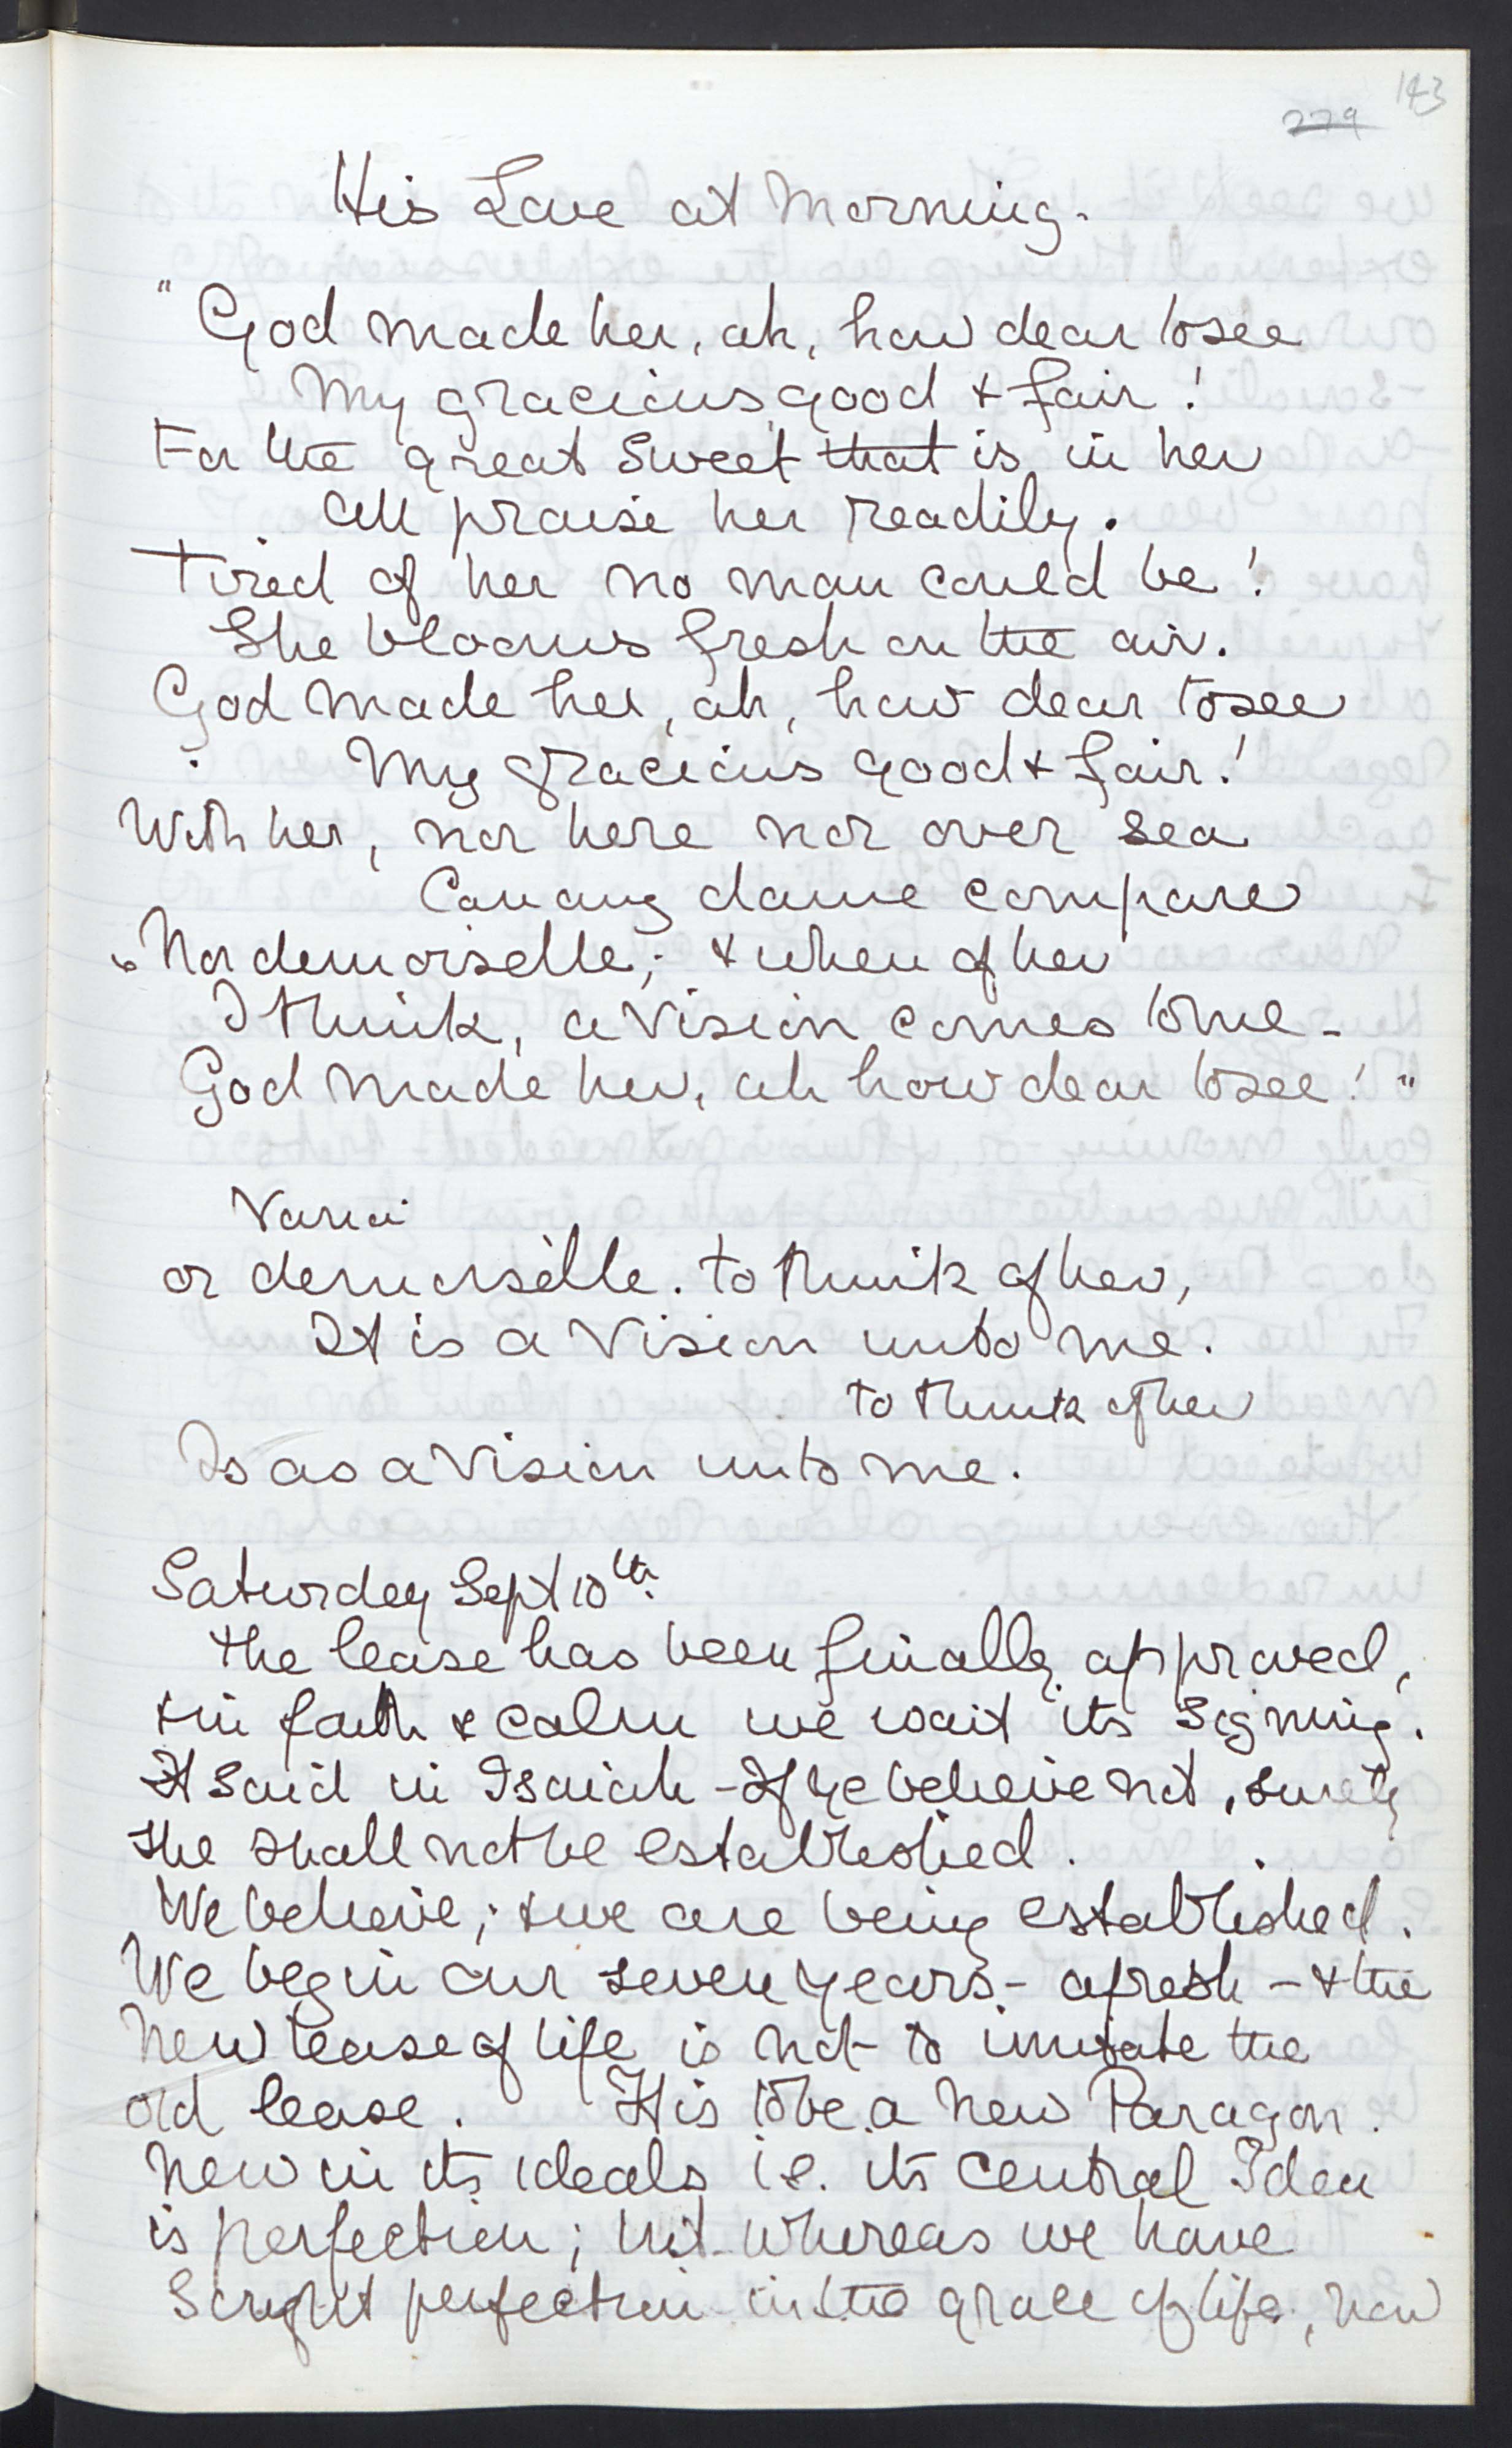 143
229
His Love at Morning.
" God made her, ah, how dear to see
My gracious, good & fair!
For the great Sweet that is in her
All praise her readily.
Tired of her no man could be!
She blooms fresh on the air.
God made her, ah, how dear to see
My gracious good & fair!
With her, nor here nor over sea
Can any dame compare
Nor demoiselle; & when of her
I think, a vision comes to me -
God made her, ah how dear to see! "
Varia
or demoiselle. to think of her,
It is a Vision unto me.
to think of her
Is as a Vision unto me.
Saturday Sept 10th.
The lease has been finally approved,
& in faith & calm we wait its signing.
It said in Isaiah - If ye believe not, surely
ye shall not be established.
We believe; & we are being established.
We begin our seven years - afresh - & the
New lease of life is not to imitate the
old lease. It is to be a new Paragon.
New in its ideals i.e. its central Idea
is perfection; but whereas we have
Sought perfection in the grace of life, now